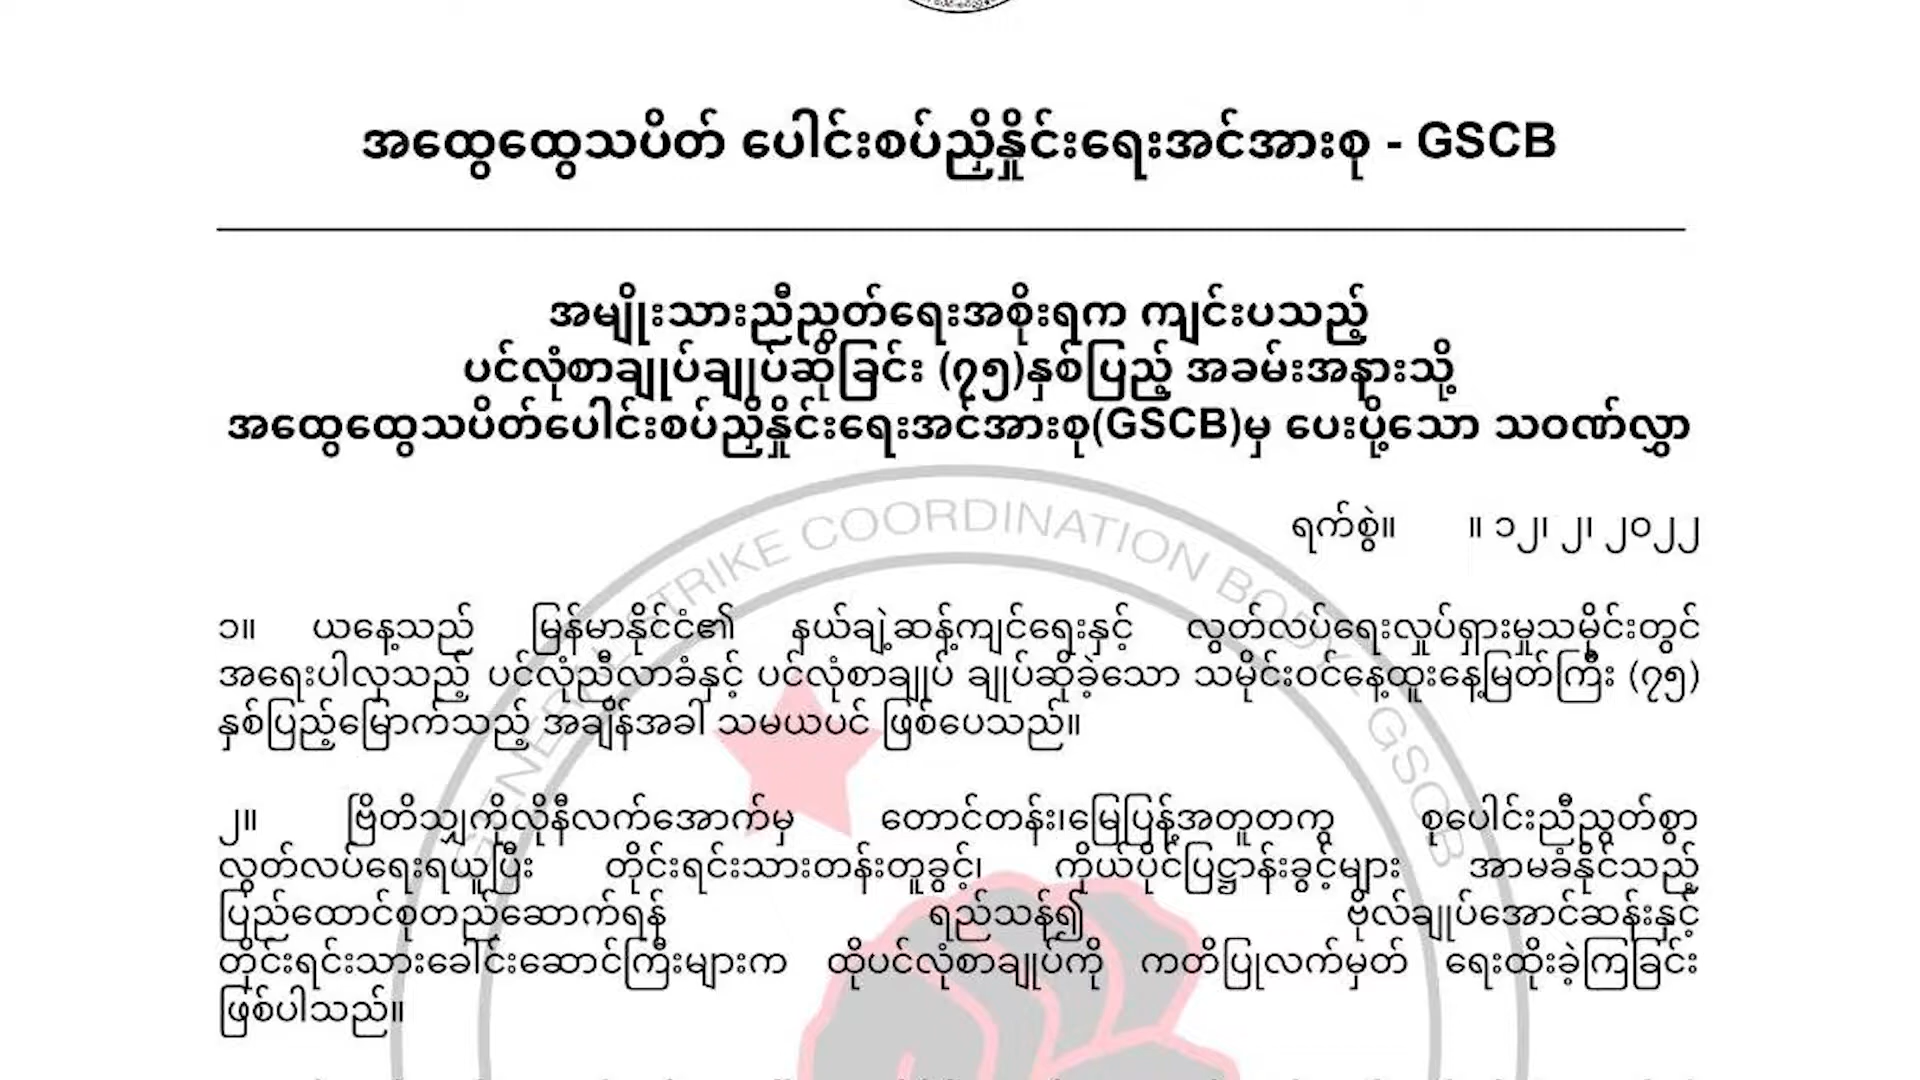 အထွေထွေသပိတ် ပေါင်းစပ်ညှိနှိုင်းရေးအင်အားစု - GSCB
အမျိုးသားညီညွတ်ရေးအစိုးရက ကျင်းပသည့်
ပင်လုံစာချုပ်ချုပ်ဆိုခြင်း (၇၅)နှစ်ပြည့် အခမ်းအနားသို့
အထွေထွေသပိတ်ပေါင်းစပ်ညှိနှိုင်းရေးအင်အားစု(GSCB)မှ ပေးပို့သော သဝဏ်လွှာ
ရက်စွဲ။ ။ ၁၂၊ ၂၊ ၂၀၂၂
၁။ ယနေ့သည် မြန်မာနိုင်ငံ၏ နယ်ချဲ့ဆန့်ကျင်ရေးနှင့် လွတ်လပ်ရေးလှုပ်ရှားမှုသမိုင်းတွင်
အရေးပါလှသည့် ပင်လုံညီလာခံနှင့် ပင်လုံစာချုပ် ချုပ်ဆိုခဲ့သော သမိုင်းဝင်နေ့ထူးနေ့မြတ်ကြီး (၇၅)
နှစ်ပြည့်မြောက်သည့် အချိန်အခါ သမယပင် ဖြစ်ပေသည်။
၂။ ဗြိတိသျှကိုလိုနီလက်အောက်မှ တောင်တန်း၊မြေပြန့်အတူတကွ စုပေါင်းညီညွတ်စွာ
လွတ်လပ်ရေးရယူပြီး တိုင်းရင်းသားတန်းတူခွင့်၊ ကိုယ်ပိုင်ပြဋ္ဌာန်းခွင့်များ အာမခံနိုင်သည့်
ပြည်ထောင်စုတည်ဆောက်ရန် ရည်သန်၍ ဗိုလ်ချုပ်အောင်ဆန်းနှင့်
တိုင်းရင်းသားခေါင်းဆောင်ကြီးများက ထိုပင်လုံစာချုပ်ကို ကတိပြုလက်မှတ် ရေးထိုးခဲ့ကြခြင်း
ဖြစ်ပါသည်။
GENERAL STRIKE COORDINATION BODY GSCB